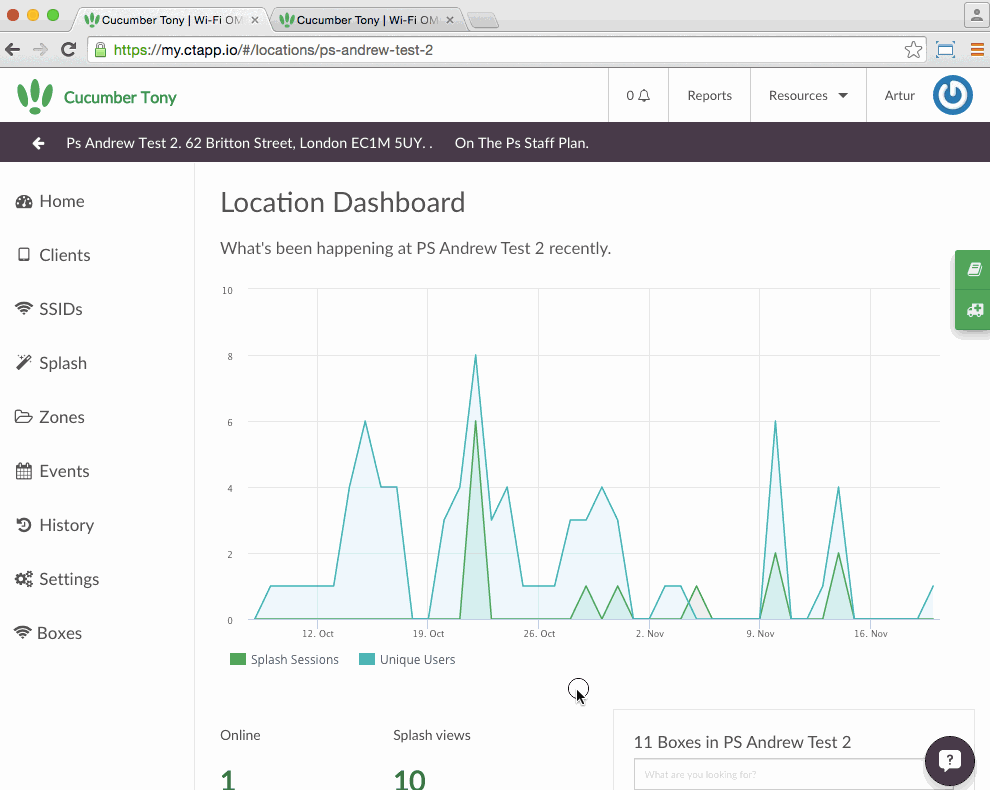 Cucumber Tony | Wi-Fi OM
Cucumber Tony | Wi-Fi OM
https://my.ctapp.io/#/locations/ps-andrew-test-2
Cucumber Tony
0
Reports
Resources
Artur
Ps Andrew Test 2. 62 Britton Street, London EC1M 5UY. . On The Ps Staff Plan.
Home
Clients
SSIDs
Splash
Zones
Events
History
Settings
Boxes
Location Dashboard
What's been happening at PS Andrew Test 2 recently.
10
8
6
4
2
0
12. Oct 19. Oct 26. Oct 2. Nov 9. Nov 16. Nov
Splash Sessions Unique Users
Online
1
Splash views
10
11 Boxes in PS Andrew Test 2
What are you looking for?